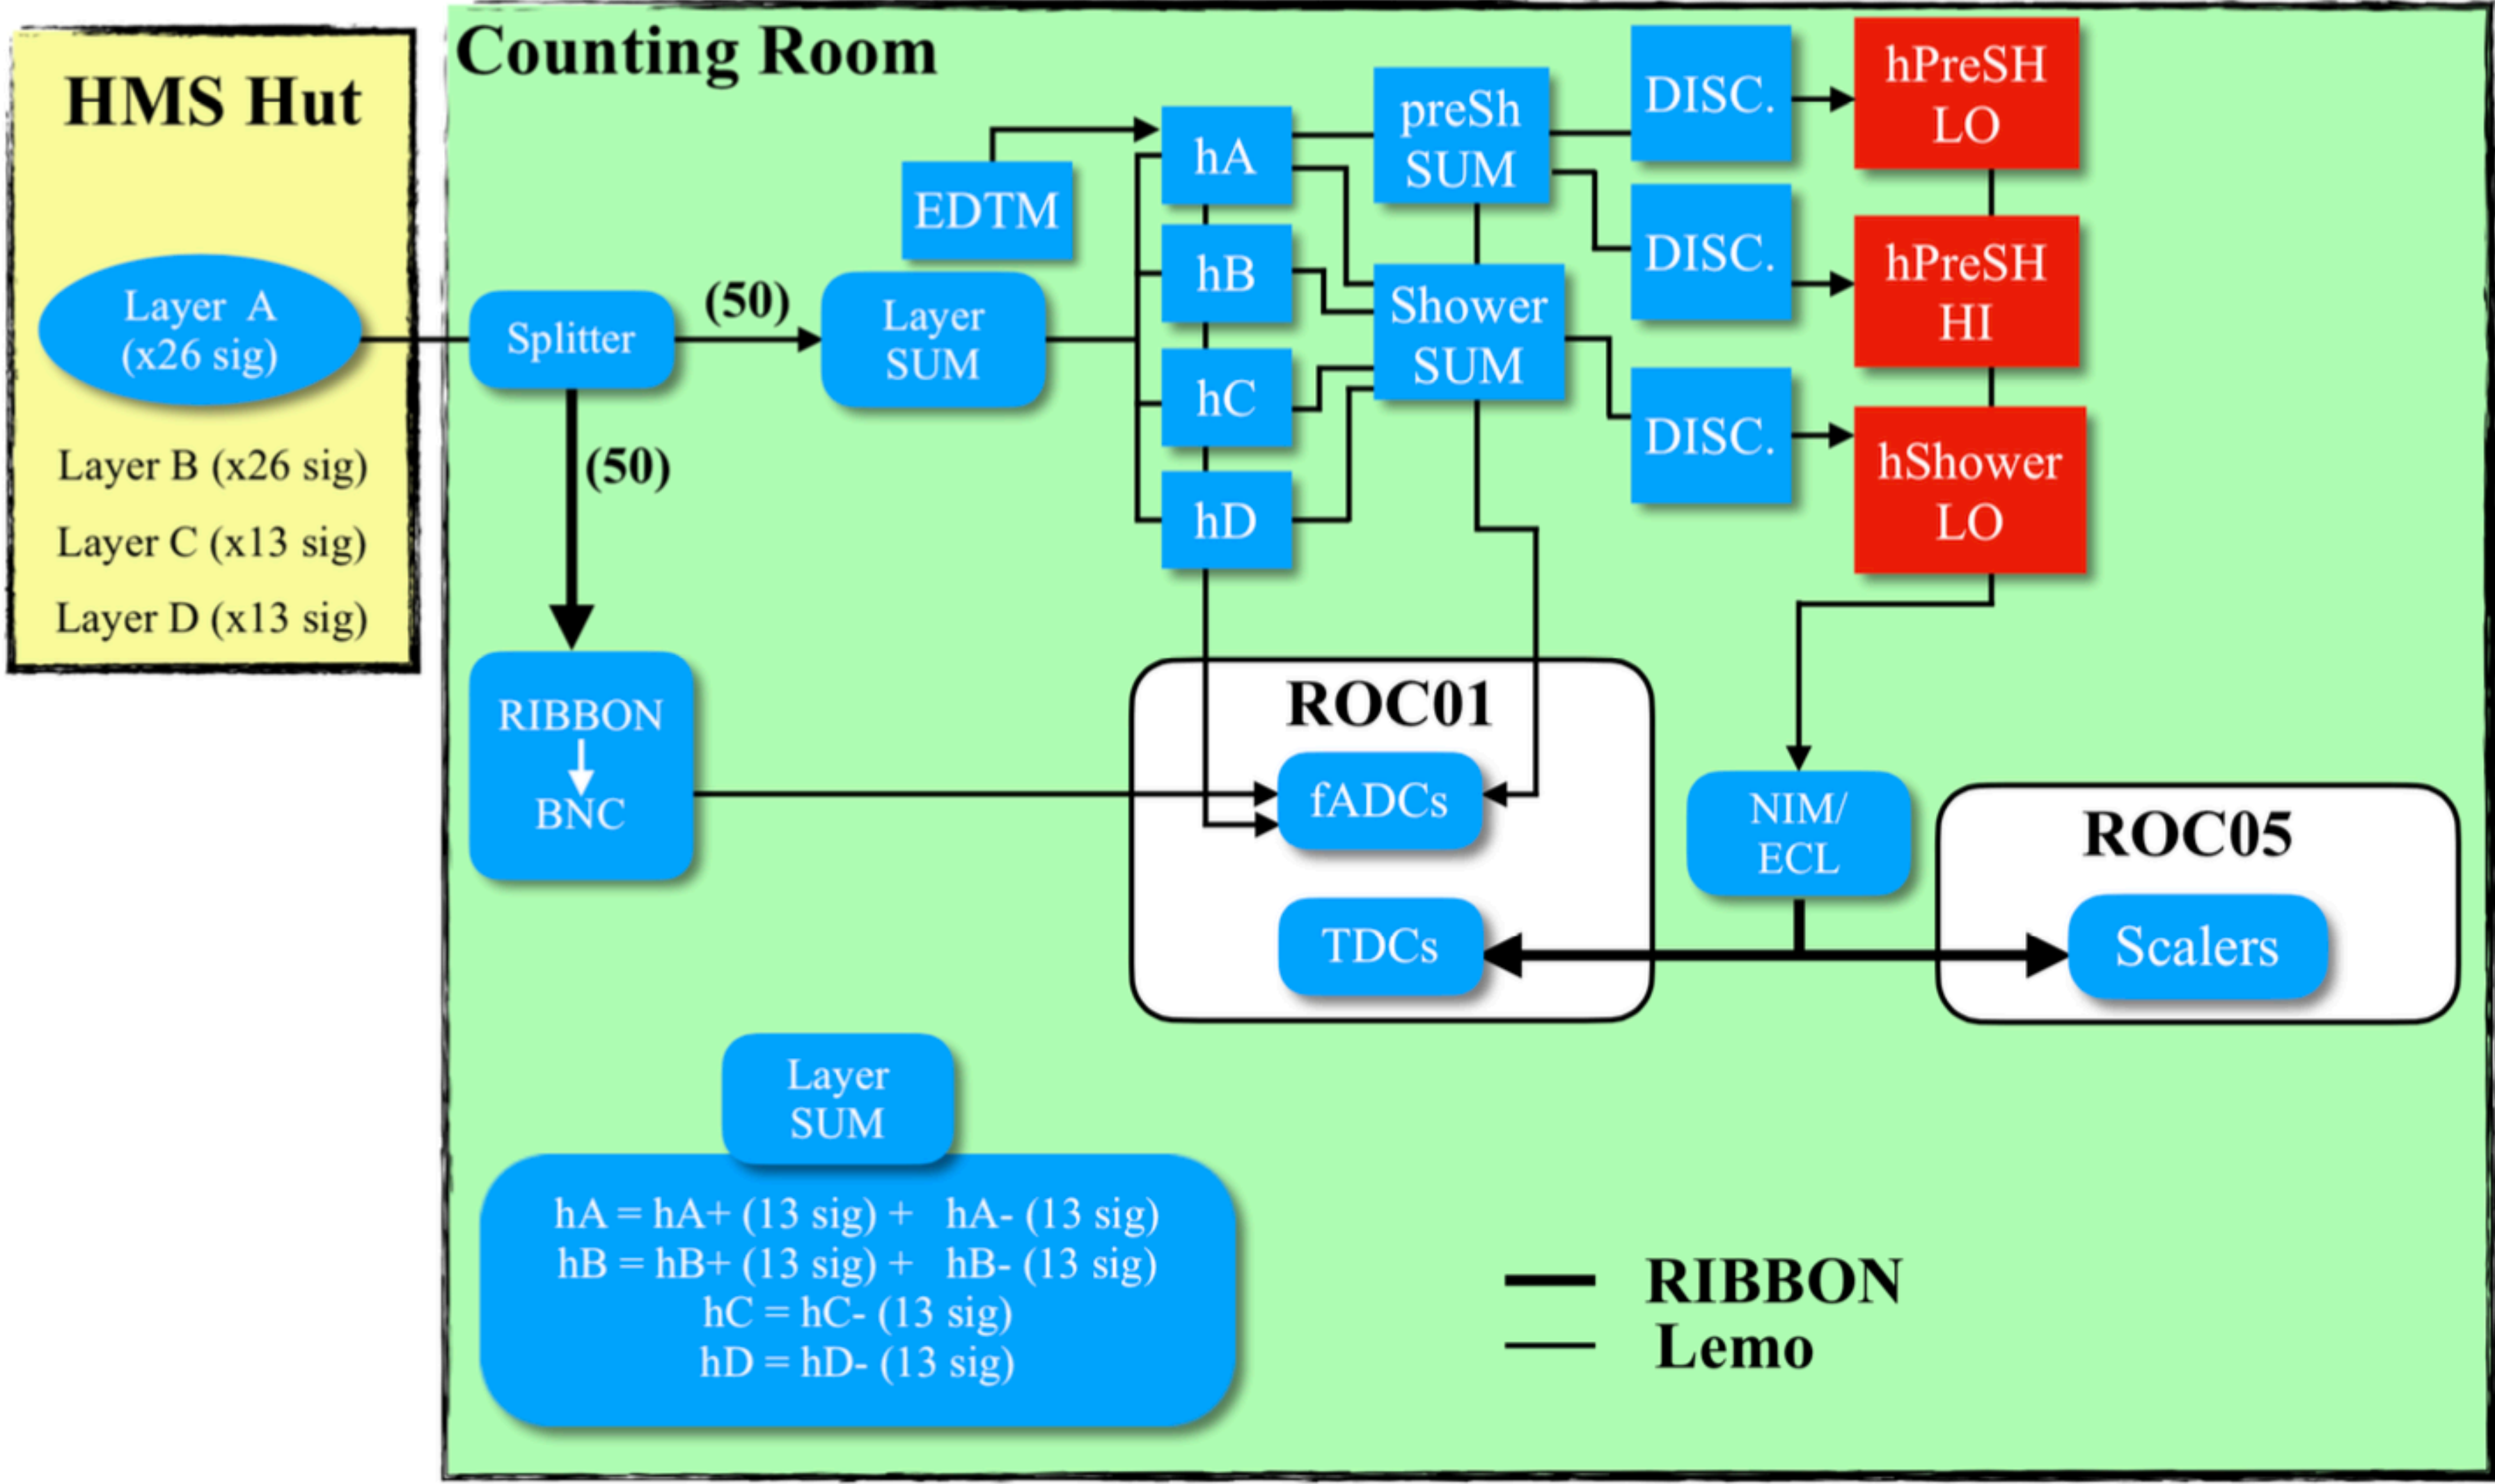 HMS Hut
Layer A
(x26 sig)
Layer B (x26 sig)
Layer C (x13 sig)
Layer D (x13 sig)
Counting Room
Splitter
(50)
(50)
Layer
SUM
EDTM
hA
hB
hC
hD
preSh
SUM
Shower
SUM
DISC.
DISC.
DISC.
hPreSH
LO
hPreSH
HI
hShower
LO
RIBBON
BNC
ROC01
fADCs
TDCs
NIM/
ECL
ROC05
Scalers
Layer
SUM
hA = hA+ (13 sig) + hA- (13 sig)
hB = hB+ (13 sig) + hB- (13 sig)
hC = hC- (13 sig)
hD = hD- (13 sig)
RIBBON
Lemo